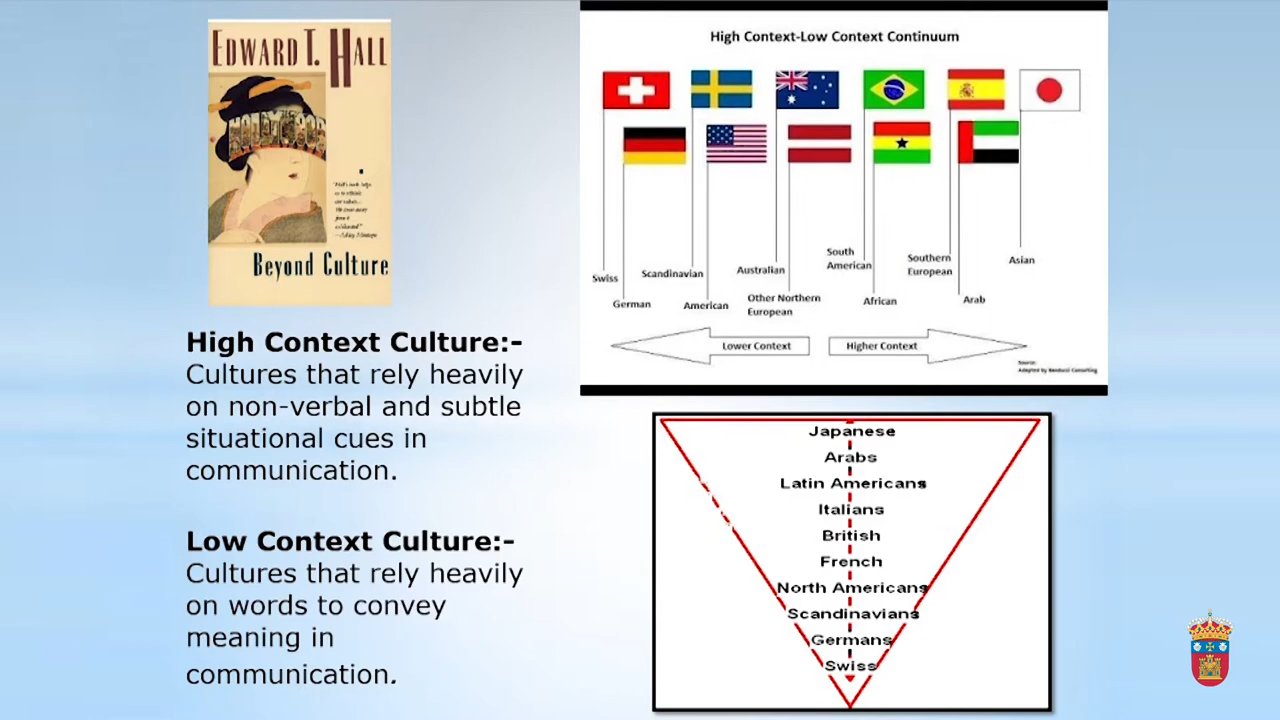 EDWARD T. HALL
HOLLYWOOD
Beyond Culture
High Context Culture:-
Cultures that rely heavily
on non-verbal and subtle
situational cues in
communication.
Low Context Culture:-
Cultures that rely heavily
on words to convey
meaning in
communication.
High Context-Low Context Continuum
Swiss
German
Scandinavian
American
Australian
Other Northern
European
South
American
African
Southern
European
Arab
Asian
Lower Context
Higher Context
Source:
Adapted by
Consulting
Japanese
Arabs
Latin Americans
Italians
British
French
North Americans
Scandinavians
Germans
Swiss